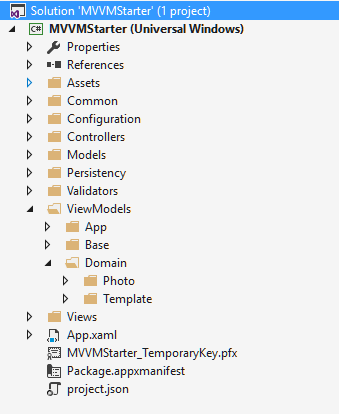 Solution 'MVVMStarter' (1 project)
C# MVVMStarter (Universal Windows)
Properties
References
Assets
Common
Configuration
Controllers
Models
Persistency
Validators
ViewModels
App
Base
Domain
Photo
Template
Views
App.xaml
MVVMStarter_TemporaryKey.pfx
Package.appxmanifest
project.json